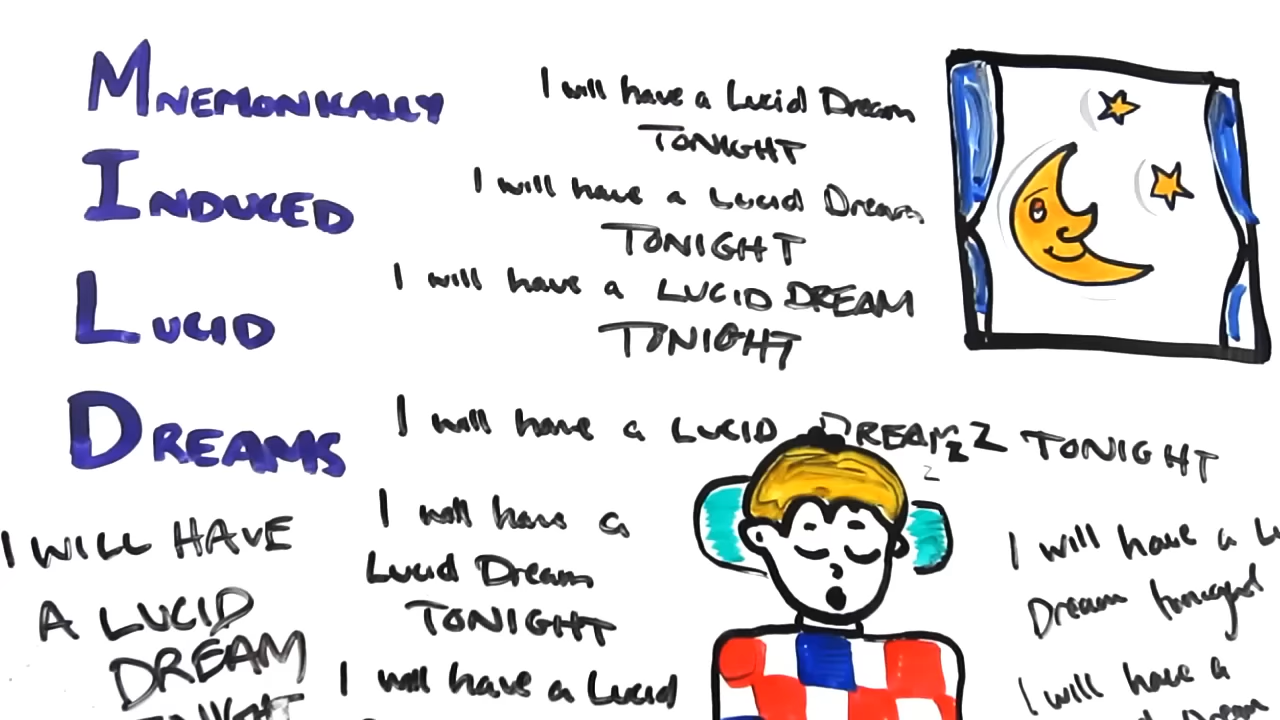 MNEMONICALLY
INDUCED
LUCID
DREAMS
I will have a Lucid Dream
TONIGHT
I will have a Lucid Dream
TONIGHT
I will have a LUCID DREAM
TONIGHT
I will have a LUCID DREAM TONIGHT
zZ
z
I WILL HAVE
A LUCID
DREAM
I will have a
Lucid Dream
TONIGHT
I will have a Lucid
I will have a
Dream tonight
I will have a
Dream